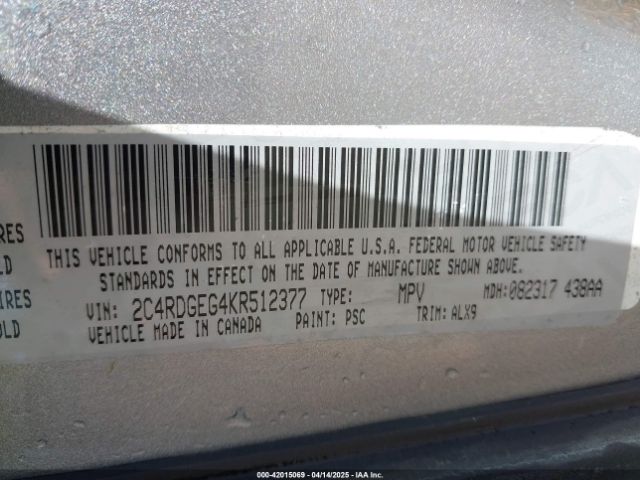 IRES
LD
THIS VEHICLE CONFORMS TO ALL APPLICABLE U.S.A. FEDERAL MOTOR VEHICLE SAFETY
STANDARDS IN EFFECT ON THE DATE OF MANUFACTURE SHOWN ABOVE.
IRES
OLD
VIN: 2C4RDGEG4KR512377 TYPE: MPV MDH:082317 438AA
VEHICLE MADE IN CANADA PAINT: PSC TRIM:ALX9
000-42015069 - 04/14/2025 - IAA Inc.